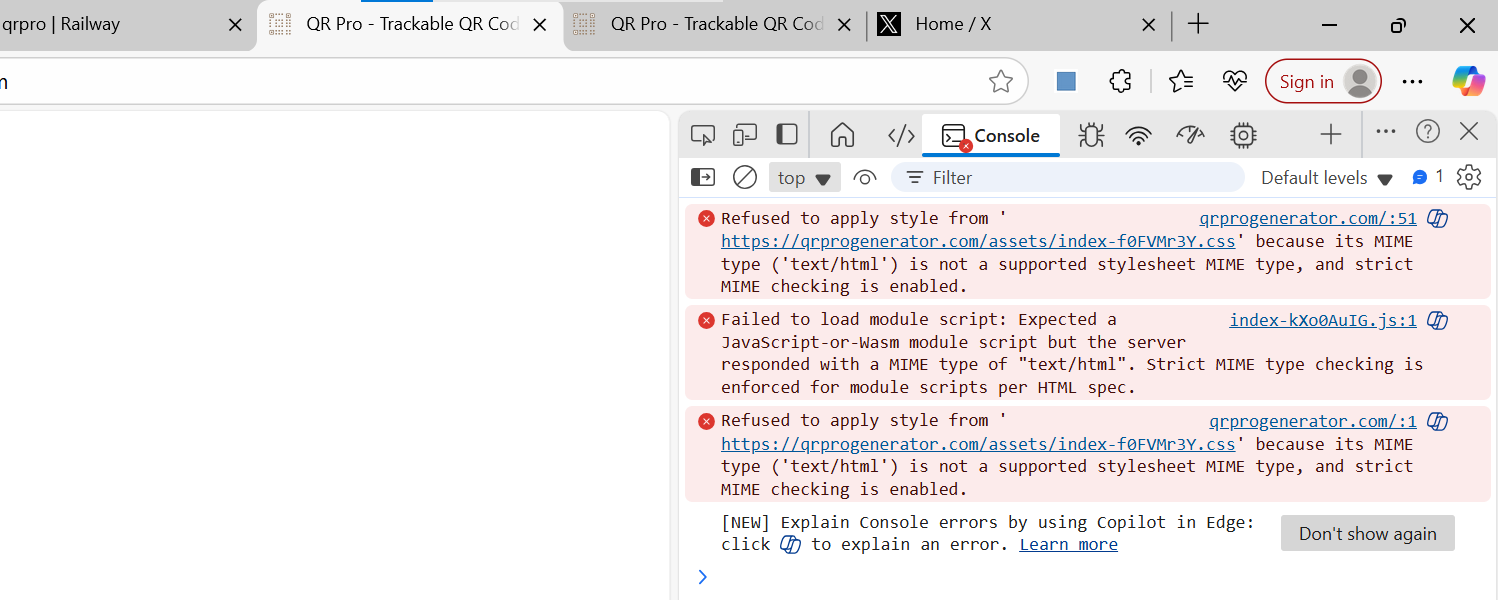 qrpro | Railway
QR Pro - Trackable QR Cod
QR Pro - Trackable QR Cod
X
Home / X
Sign in
Console
top
Filter
Default levels
1
Refused to apply style from '
qrprogenerator.com/:51
https://qrprogenerator.com/assets/index-f0FVMr3Y.css' because its MIME
type ('text/html') is not a supported stylesheet MIME type, and strict
MIME checking is enabled.
Failed to load module script: Expected a
index-kXo0AuIG.js:1
JavaScript-or-Wasm module script but the server
responded with a MIME type of "text/html". Strict MIME type checking is
enforced for module scripts per HTML spec.
Refused to apply style from '
qrprogenerator.com/:1
https://qrprogenerator.com/assets/index-f0FVMr3Y.css' because its MIME
type ('text/html') is not a supported stylesheet MIME type, and strict
MIME checking is enabled.
[NEW] Explain Console errors by using Copilot in Edge:
click to explain an error. Learn more
Don't show again